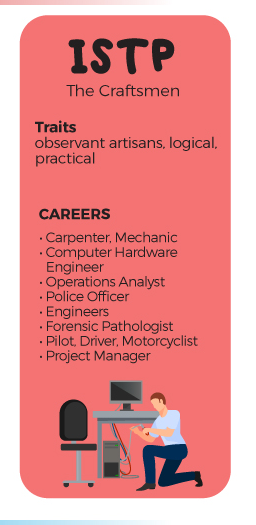 ISTP
The Craftsmen
Traits
observant artisans, logical,
practical
CAREERS
• Carpenter, Mechanic
• Computer Hardware
Engineer
• Operations Analyst
• Police Officer
• Engineers
• Forensic Pathologist
• Pilot, Driver, Motorcyclist
• Project Manager